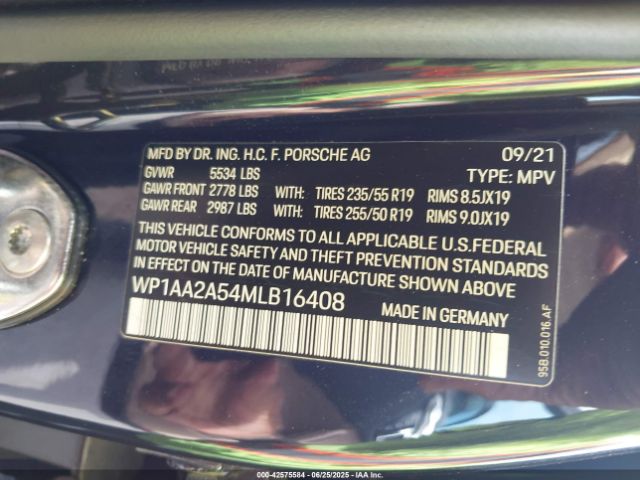 MFD BY DR. ING. H.C. F. PORSCHE AG 09/21
GVWR 5534 LBS TYPE: MPV
GAWR FRONT 2778 LBS WITH: TIRES 235/55 R19 RIMS 8.5JX19
GAWR REAR 2987 LBS WITH: TIRES 255/50 R19 RIMS 9.0JX19
THIS VEHICLE CONFORMS TO ALL APPLICABLE U.S.FEDERAL
MOTOR VEHICLE SAFETY AND THEFT PREVENTION STANDARDS
IN EFFECT ON THE DATE OF MANUFACTURE SHOWN ABOVE
WP1AA2A54MLB16408 MADE IN GERMANY
95B.010.016.AF
000-42575584 | 06/25/2025 | ©IAA Inc.